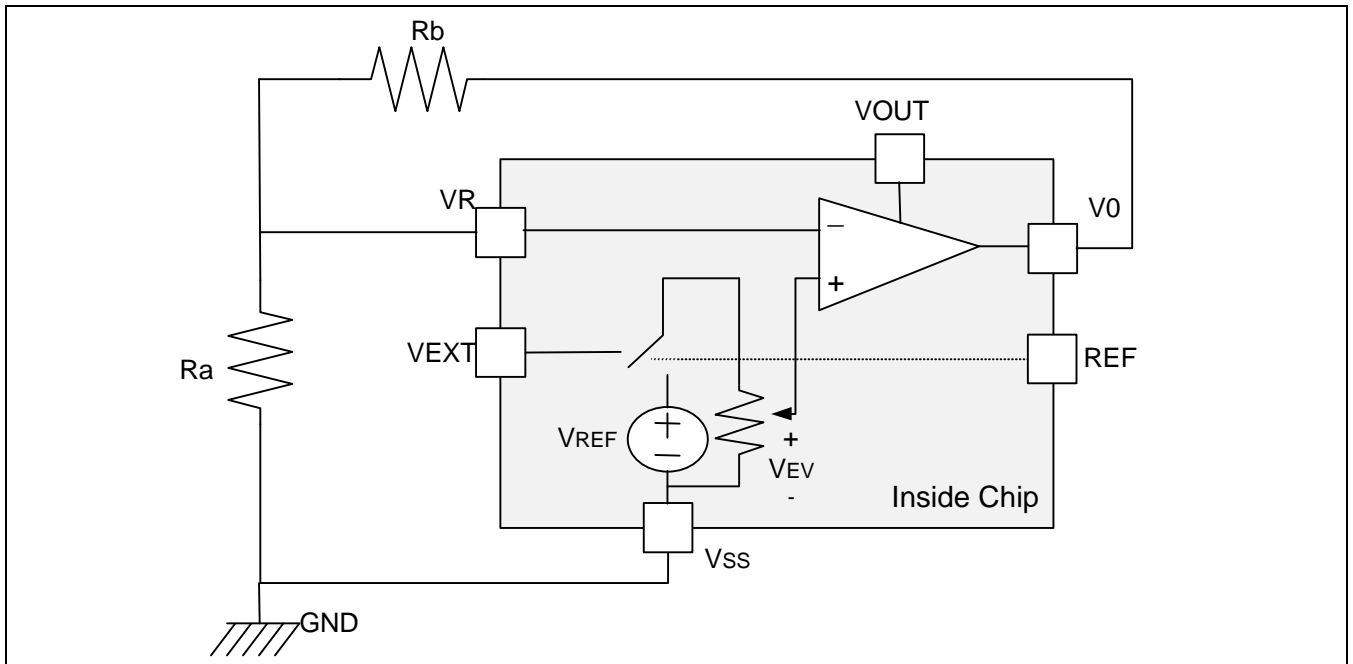 Rb
VOUT
VR
V0
−
+
VEXT
REF
Ra
VREF
+
−
+
VEV
-
Inside Chip
VSS
GND